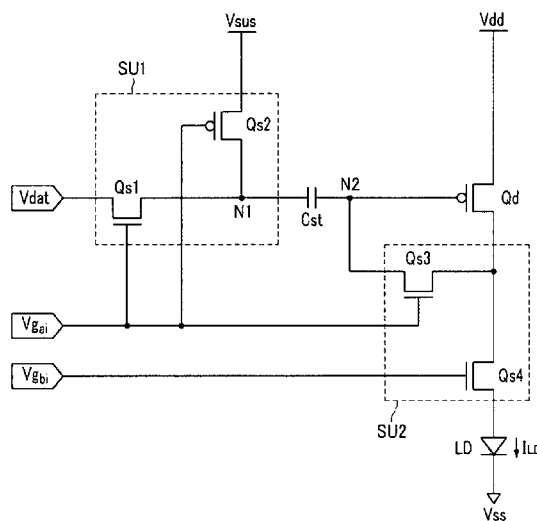 Vsus
Vdd
SU1
Qs2
Vdat
Qs1
N1
Cst
N2
Qd
Qs3
Vgai
Vgbi
Qs4
SU2
LD
ILD
Vss